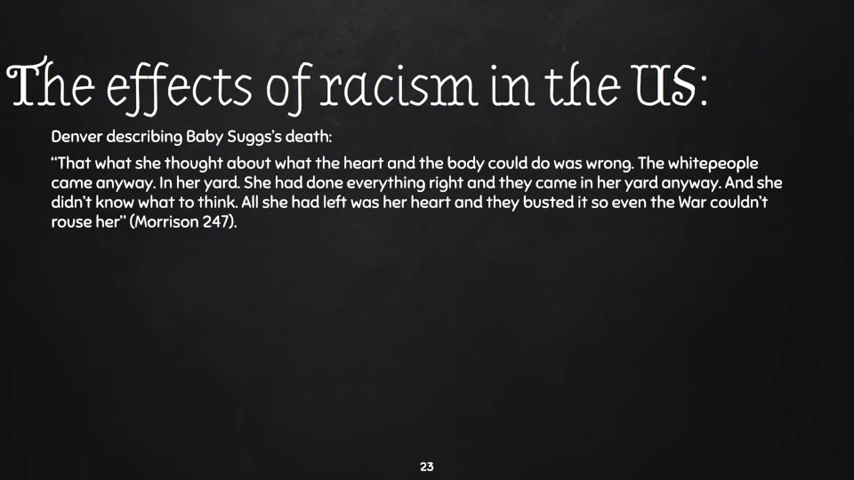 The effects of racism in the US:
Denver describing Baby Suggs's death:
“That what she thought about what the heart and the body could do was wrong. The whitepeople
came anyway. In her yard. She had done everything right and they came in her yard anyway. And she
didn't know what to think. All she had left was her heart and they busted it so even the War couldn't
rouse her” (Morrison 247).
23